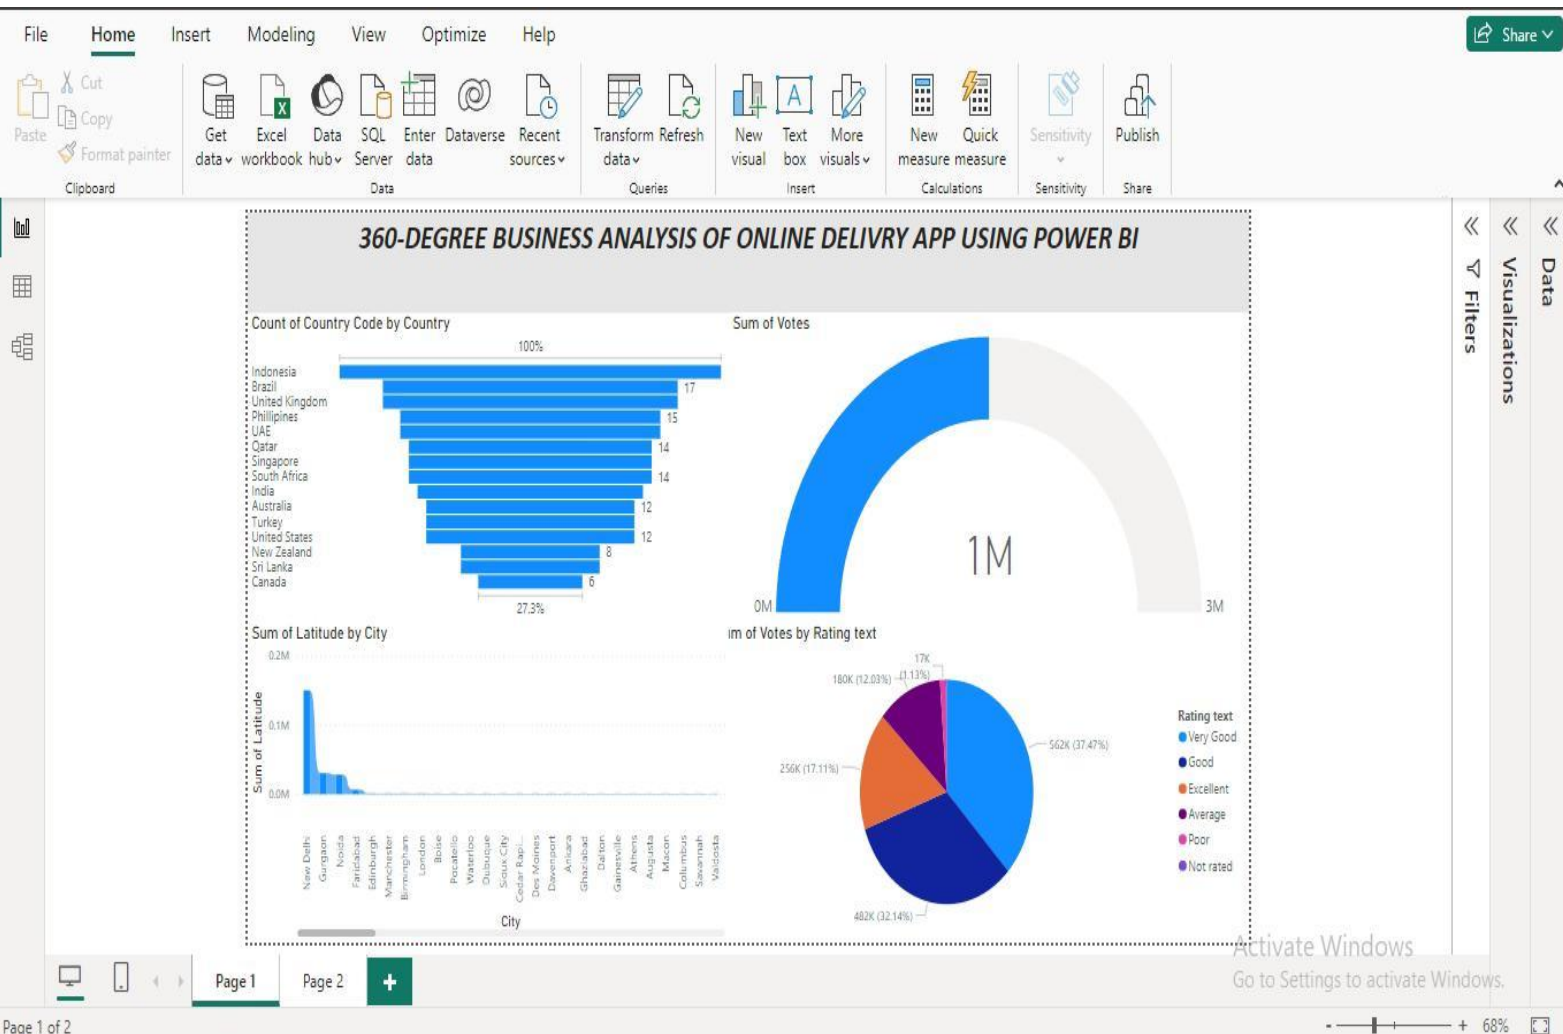 File Home Insert Modeling View Optimize Help Share
Paste
Cut
Copy
Format painter
Clipboard
Get data
Excel workbook
Data hub
SQL Server
Enter data
Dataverse
Recent sources
Data
Transform data
Refresh
Queries
New visual
Text box
More visuals
Insert
New measure
Quick measure
Calculations
Sensitivity
Sensitivity
Publish
Share
360-DEGREE BUSINESS ANALYSIS OF ONLINE DELIVRY APP USING POWER BI
Count of Country Code by Country
100%
Indonesia
Brazil 17
United Kingdom
Phillipines 15
UAE
Qatar 14
Singapore
South Africa 14
India
Australia 12
Turkey
United States 12
New Zealand 8
Sri Lanka
Canada 6
27.3%
Sum of Votes
1M
0M 3M
Sum of Latitude by City
0.2M
0.1M
0.0M
Sum of Latitude
New Delhi
Gurgaon
Noida
Faridabad
Edinburgh
Manchester
Birmingham
London
Boise
Pocatello
Waterloo
Dubuque
Sioux City
Cedar Rapi...
Des Moines
Davenport
Ankara
Ghaziabad
Dalton
Gainesville
Athens
Augusta
Macon
Columbus
Savannah
Valdosta
City
m of Votes by Rating text
17K
(1.13%)
180K (12.03%)
562K (37.47%)
256K (17.11%)
482K (32.14%)
Rating text
Very Good
Good
Excellent
Average
Poor
Not rated
Filters
Visualizations
Data
Activate Windows
Go to Settings to activate Windows.
Page 1 Page 2 +
Page 1 of 2
- + 68%